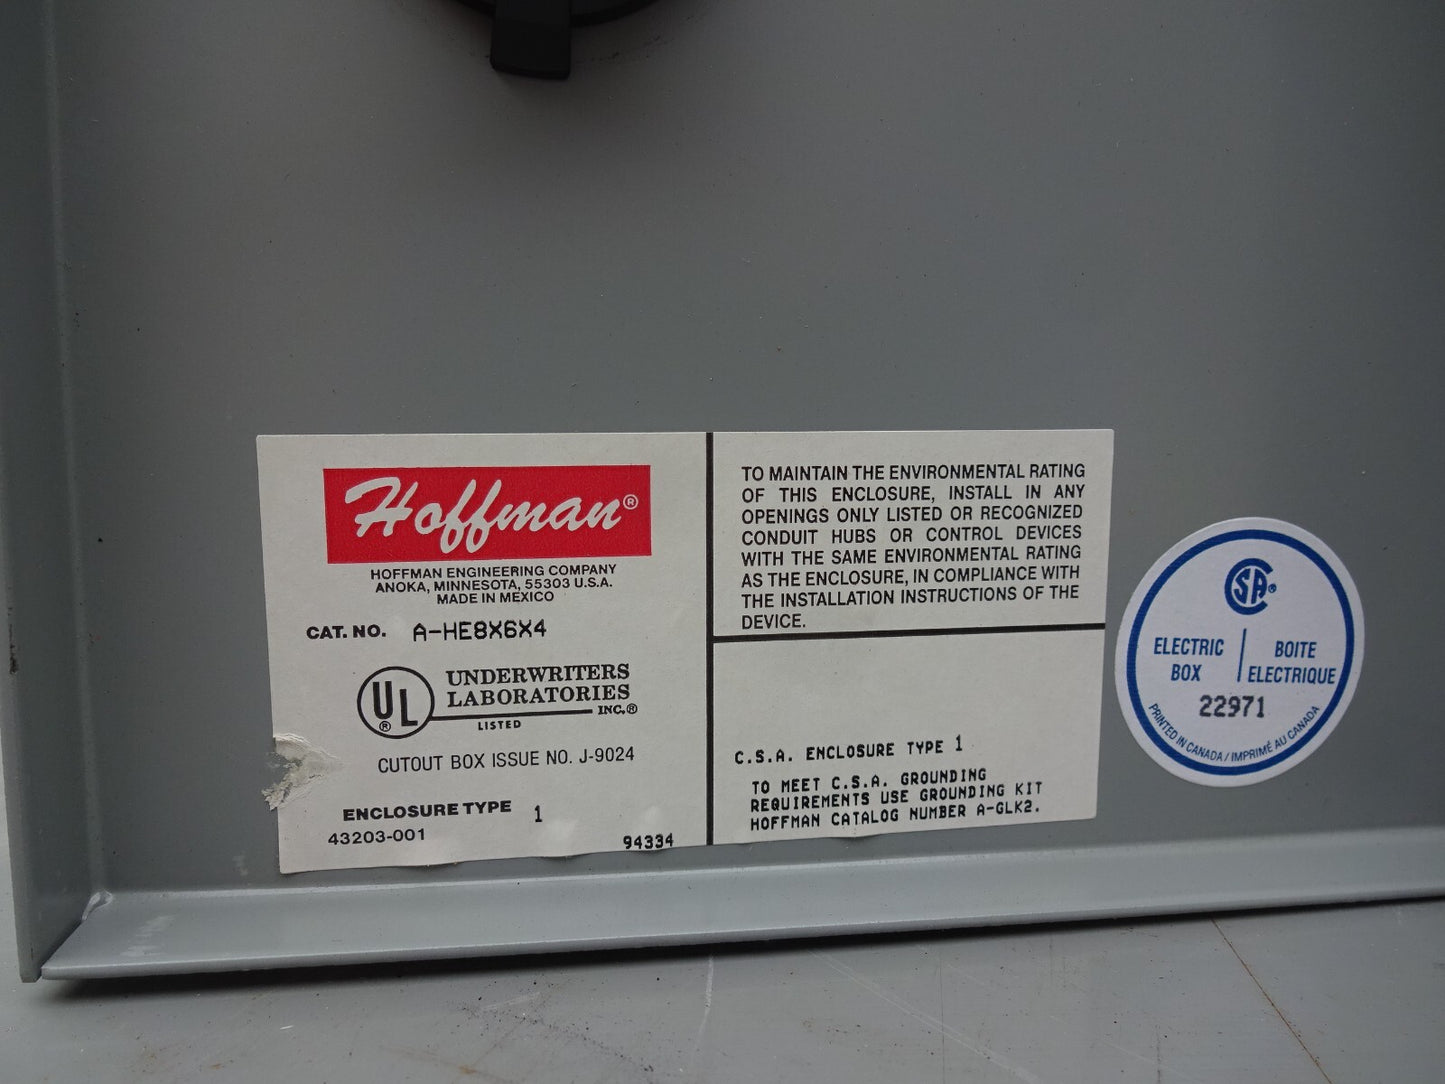 Hoffman®
HOFFMAN ENGINEERING COMPANY
ANOKA, MINNESOTA, 55303 U.S.A.
MADE IN MEXICO
CAT. NO. A-HE8X6X4
UL®
UNDERWRITERS
LABORATORIES
INC.®
LISTED
CUTOUT BOX ISSUE NO. J-9024
ENCLOSURE TYPE 1
43203-001
94334
TO MAINTAIN THE ENVIRONMENTAL RATING
OF THIS ENCLOSURE, INSTALL IN ANY
OPENINGS ONLY LISTED OR RECOGNIZED
CONDUIT HUBS OR CONTROL DEVICES
WITH THE SAME ENVIRONMENTAL RATING
AS THE ENCLOSURE, IN COMPLIANCE WITH
THE INSTALLATION INSTRUCTIONS OF THE
DEVICE.
C.S.A. ENCLOSURE TYPE 1
TO MEET C.S.A. GROUNDING
REQUIREMENTS USE GROUNDING KIT
HOFFMAN CATALOG NUMBER A-GLK2.
CSA®
ELECTRIC
BOX
BOITE
ELECTRIQUE
22971
PRINTED IN CANADA / IMPRIMÉ AU CANADA